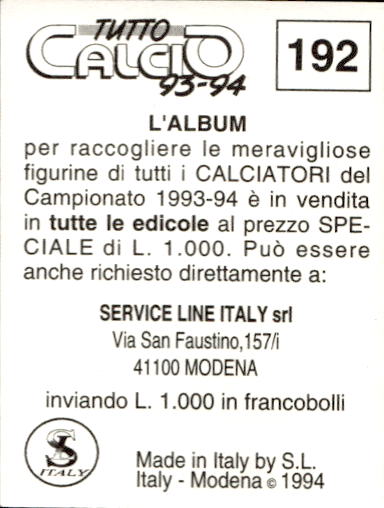 TUTTO
CALCIO
93-94
192
L'ALBUM
per raccogliere le meravigliose
figurine di tutti i CALCIATORI del
Campionato 1993-94 è in vendita
in tutte le edicole al prezzo SPE-
CIALE di L. 1.000. Può essere
anche richiesto direttamente a:
SERVICE LINE ITALY srl
Via San Faustino,157/i
41100 MODENA
inviando L. 1.000 in francobolli
SL
ITALY
Made in Italy by S.L.
Italy - Modena © 1994